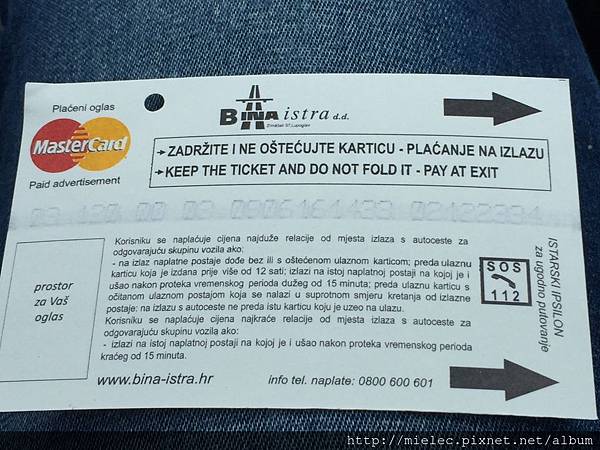 Plaćeni oglas
MasterCard
Paid advertisement
BINA istra d.d.
Zrinšćak 57, Lupoglav
ZADRŽITE I NE OŠTEĆUJTE KARTICU - PLAĆANJE NA IZLAZU
KEEP THE TICKET AND DO NOT FOLD IT - PAY AT EXIT
prostor
za Vaš
oglas
Korisniku se naplaćuje cijena najduže relacije od mjesta izlaza s autoceste za
odgovarajuću skupinu vozila ako:
- na izlaz naplatne postaje dođe bez ili s oštećenom ulaznom karticom; preda ulaznu
karticu koja je izdana prije više od 12 sati; izlazi na istoj naplatnoj postaji na kojoj je i
ušao nakon proteka vremenskog perioda dužeg od 15 minuta; preda ulaznu karticu s
očitanom ulaznom postajom koja se nalazi u suprotnom smjeru kretanja od izlazne
postaje: na izlazu s autoceste ne preda istu karticu koju je uzeo na ulazu.
Korisniku se naplaćuje cijena najkraće relacije od mjesta izlaza s autoceste za
odgovarajuću skupinu vozila ako:
- izlazi na istoj naplatnoj postaji na kojoj je i ušao nakon proteka vremenskog perioda
kraćeg od 15 minuta.
SOS
112
ISTARSKI IPSILON
za ugodno putovanje
www.bina-istra.hr
info tel. naplate: 0800 600 601
http://mielec.pixnet.net/album